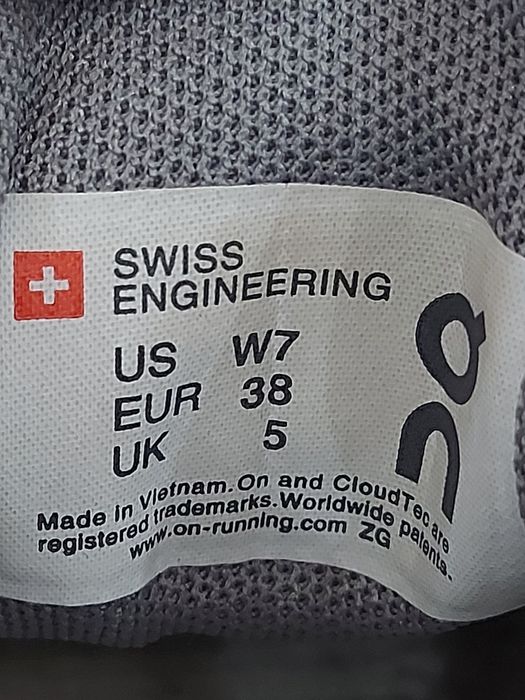 SWISS
ENGINEERING
US W7
EUR 38
UK 5
On
Made in Vietnam. On and CloudTec are
registered trademarks. Worldwide patents.
www.on-running.com ZG